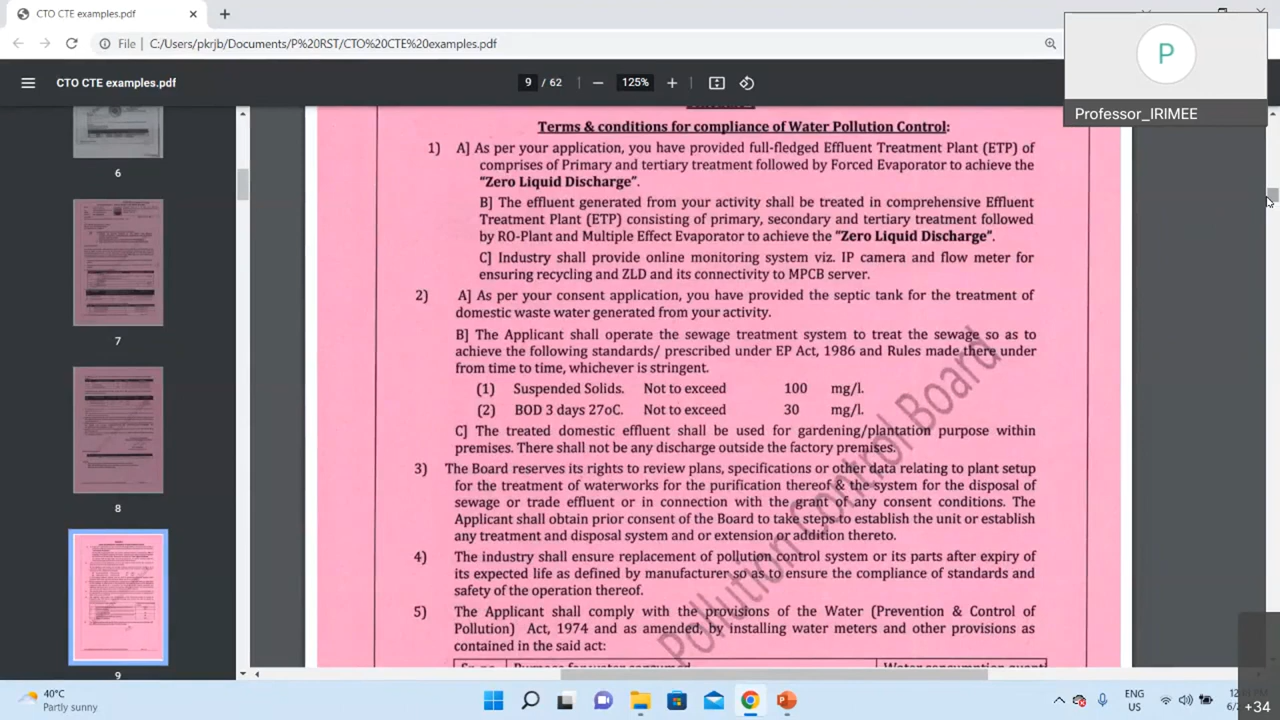 CTO CTE examples.pdf
File
C:/Users/pkrjb/Documents/P%20RST/CTO%20CTE%20examples.pdf
CTO CTE examples.pdf
9 / 62
125%
P
Professor_IRIMEE
6
7
8
9
Terms & conditions for compliance of Water Pollution Control:
1) A] As per your application, you have provided full-fledged Effluent Treatment Plant (ETP) of
comprises of Primary and tertiary treatment followed by Forced Evaporator to achieve the
"Zero Liquid Discharge".
B] The effluent generated from your activity shall be treated in comprehensive Effluent
Treatment Plant (ETP) consisting of primary, secondary and tertiary treatment followed
by RO-Plant and Multiple Effect Evaporator to achieve the "Zero Liquid Discharge".
C] Industry shall provide online monitoring system viz. IP camera and flow meter for
ensuring recycling and ZLD and its connectivity to MPCB server.
2) A] As per your consent application, you have provided the septic tank for the treatment of
domestic waste water generated from your activity.
B] The Applicant shall operate the sewage treatment system to treat the sewage so as to
achieve the following standards/ prescribed under EP Act, 1986 and Rules made there under
from time to time, whichever is stringent.
(1) Suspended Solids. Not to exceed 100 mg/l.
(2) BOD 3 days 27oC. Not to exceed 30 mg/l.
C] The treated domestic effluent shall be used for gardening/plantation purpose within
premises. There shall not be any discharge outside the factory premises.
3) The Board reserves its rights to review plans, specifications or other data relating to plant setup
for the treatment of waterworks for the purification thereof & the system for the disposal of
sewage or trade effluent or in connection with the grant of any consent conditions. The
Applicant shall obtain prior consent of the Board to take steps to establish the unit or establish
any treatment and disposal system and or extension or addition thereto.
4) The industry shall ensure replacement of pollution control system or its parts after expiry of
its expected life as defined by manufacturer so as to ensure the compliance of standards and
safety of the operation thereof.
5) The Applicant shall comply with the provisions of the Water (Prevention & Control of
Pollution) Act, 1974 and as amended, by installing water meters and other provisions as
contained in the said act:
Pollution Control Board
40°C
Partly sunny
ENG
US
+34